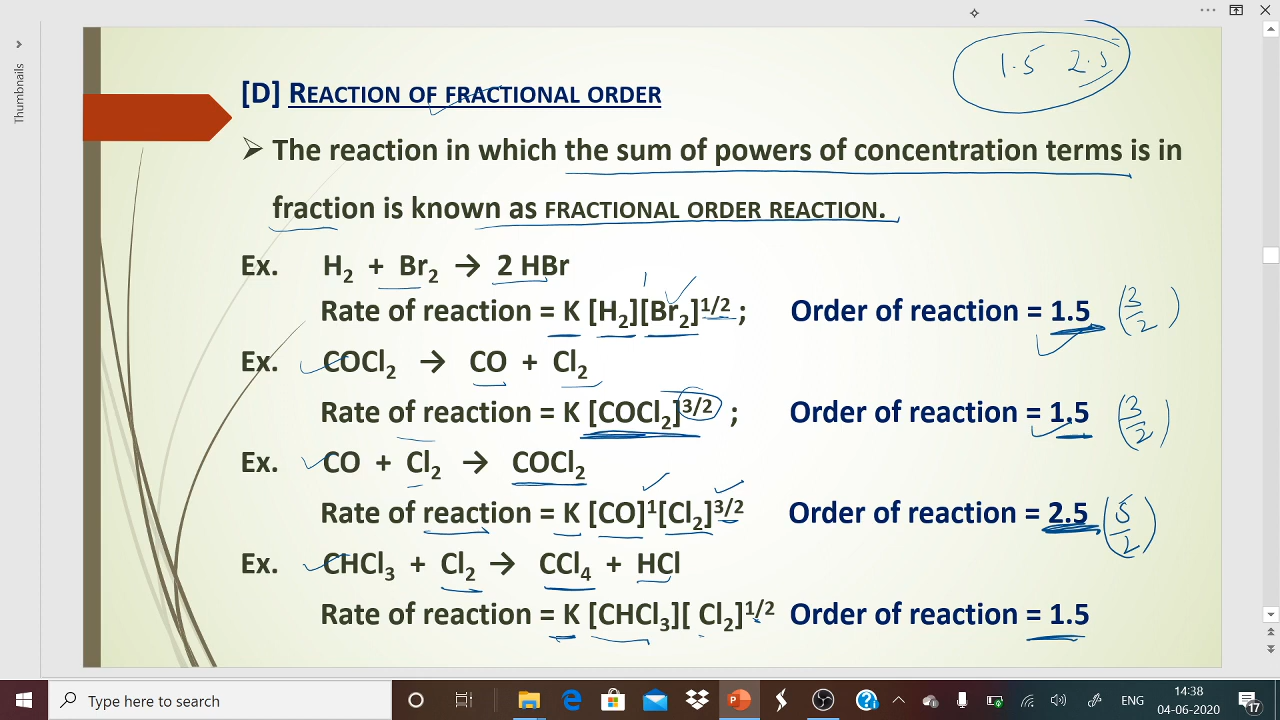 Thumbnails
1.5 2.5
[D] REACTION OF FRACTIONAL ORDER
➢ The reaction in which the sum of powers of concentration terms is in
fraction is known as FRACTIONAL ORDER REACTION.
Ex. H₂ + Br₂ → 2 HBr
1
Rate of reaction = K [H₂][Br₂]^1/2 ; Order of reaction = 1.5 (3/2)
Ex. COCl₂ → CO + Cl₂
Rate of reaction = K [COCl₂]^3/2 ; Order of reaction = 1.5 (3/2)
Ex. CO + Cl₂ → COCl₂
Rate of reaction = K [CO]¹[Cl₂]^3/2 Order of reaction = 2.5 (5/2)
Ex. CHCl₃ + Cl₂ → CCl₄ + HCl
Rate of reaction = K [CHCl₃][ Cl₂]^1/2 Order of reaction = 1.5
Type here to search
ENG
14:38
04-06-2020
17